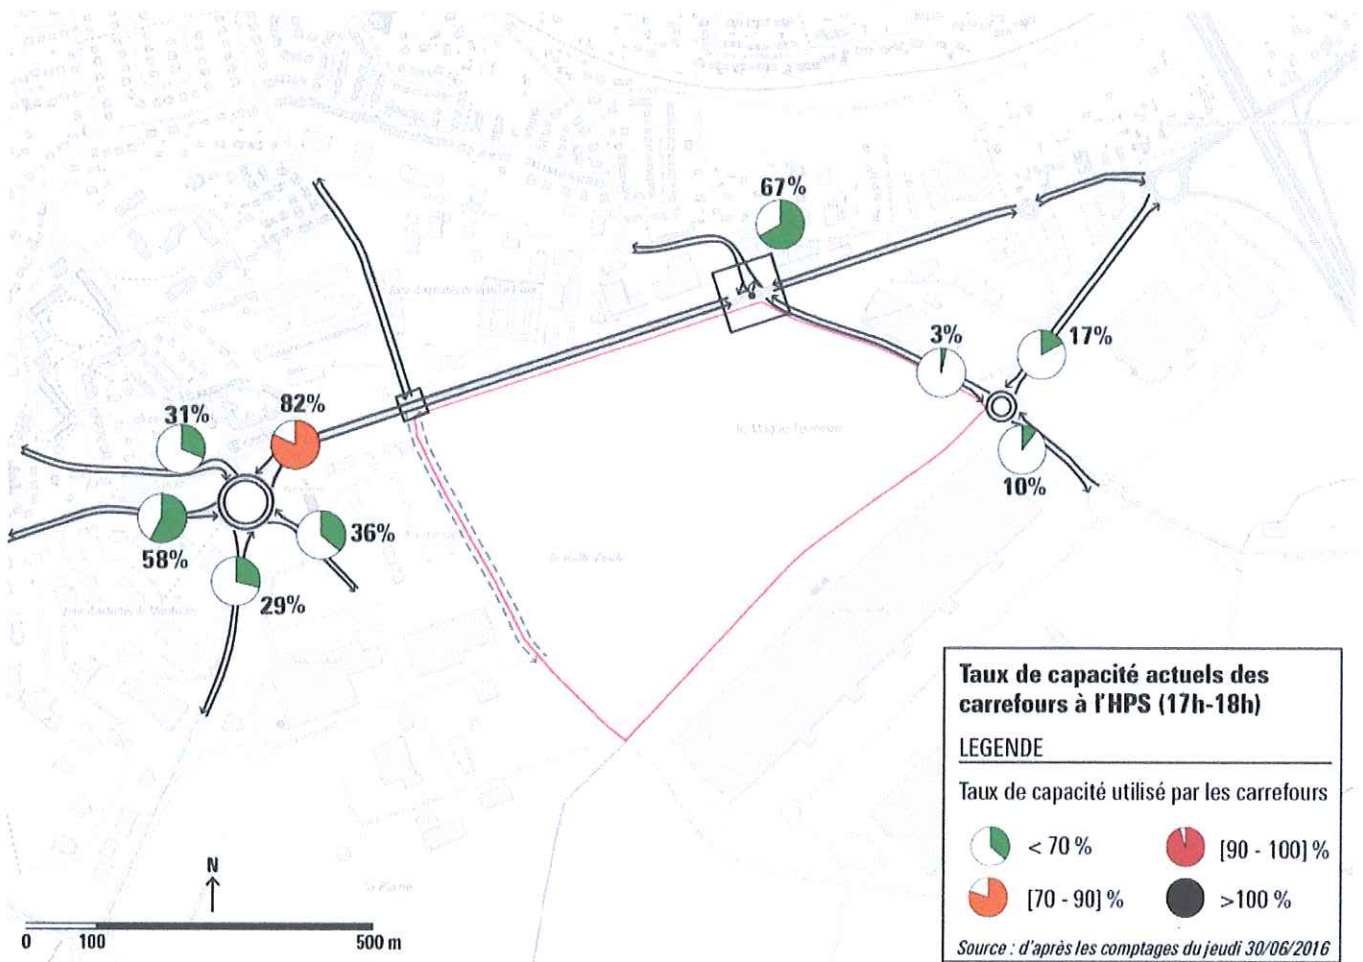 67%
3%
17%
10%
31%
82%
58%
36%
29%
Taux de capacité actuels des
carrefours à l'HPS (17h-18h)
LEGENDE
Taux de capacité utilisé par les carrefours
< 70 %
[90 - 100] %
[70 - 90] %
>100 %
Source : d'après les comptages du jeudi 30/06/2016
N
0 100 500 m